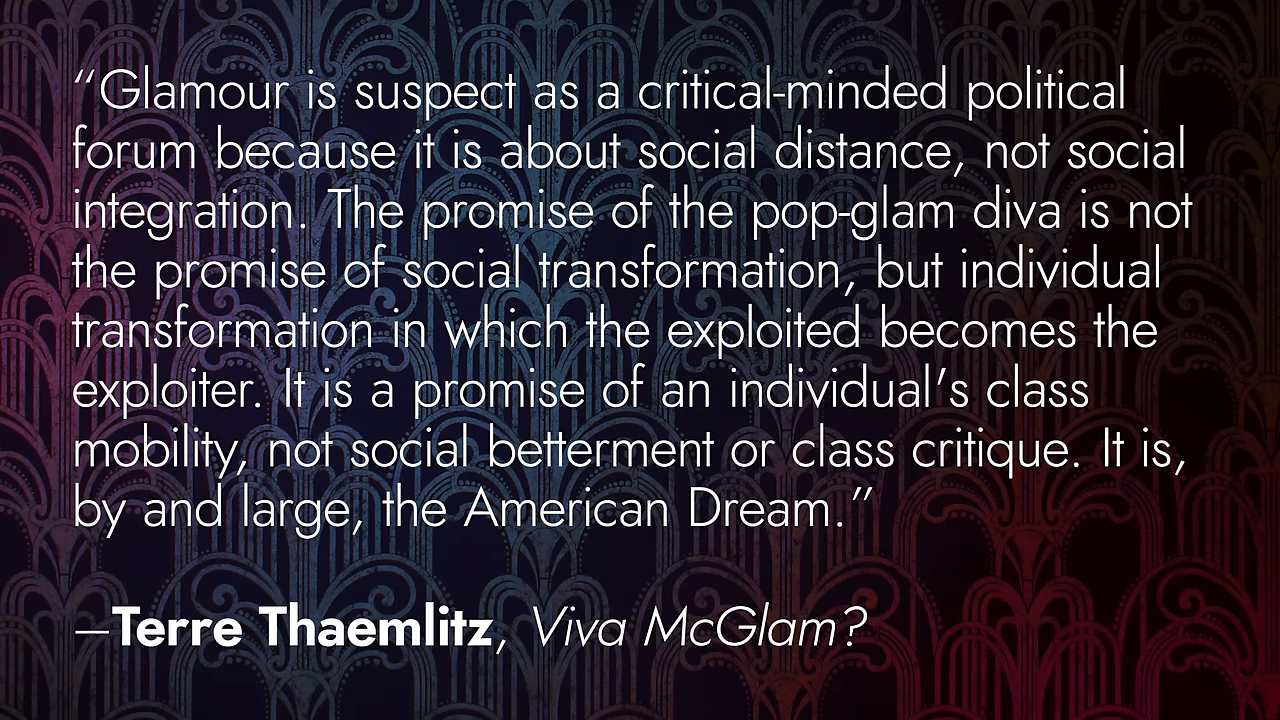 “Glamour is suspect as a critical-minded political
forum because it is about social distance, not social
integration. The promise of the pop-glam diva is not
the promise of social transformation, but individual
transformation in which the exploited becomes the
exploiter. It is a promise of an individual's class
mobility, not social betterment or class critique. It is,
by and large, the American Dream.”
—Terre Thaemlitz, Viva McGlam?